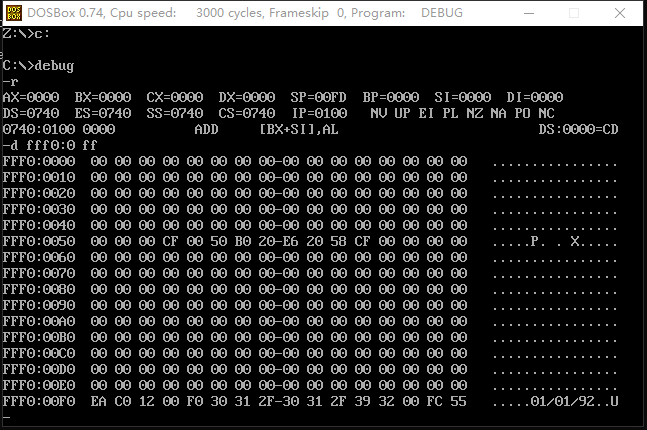 DOSBox 0.74, Cpu speed:    3000 cycles, Frameskip  0, Program:   DEBUG
Z:\>c:
C:\>debug
-r
AX=0000  BX=0000  CX=0000  DX=0000  SP=00FD  BP=0000  SI=0000  DI=0000
DS=0740  ES=0740  SS=0740  CS=0740  IP=0100   NV UP EI PL NZ NA PO NC
0740:0100 0000          ADD     [BX+SI],AL                         DS:0000=CD
-d fff0:0 ff
FFF0:0000  00 00 00 00 00 00 00 00-00 00 00 00 00 00 00 00   ................
FFF0:0010  00 00 00 00 00 00 00 00-00 00 00 00 00 00 00 00   ................
FFF0:0020  00 00 00 00 00 00 00 00-00 00 00 00 00 00 00 00   ................
FFF0:0030  00 00 00 00 00 00 00 00-00 00 00 00 00 00 00 00   ................
FFF0:0040  00 00 00 00 00 00 00 00-00 00 00 00 00 00 00 00   ................
FFF0:0050  00 00 00 CF 00 50 B0 20-E6 20 58 CF 00 00 00 00   .....P. . X.....
FFF0:0060  00 00 00 00 00 00 00 00-00 00 00 00 00 00 00 00   ................
FFF0:0070  00 00 00 00 00 00 00 00-00 00 00 00 00 00 00 00   ................
FFF0:0080  00 00 00 00 00 00 00 00-00 00 00 00 00 00 00 00   ................
FFF0:0090  00 00 00 00 00 00 00 00-00 00 00 00 00 00 00 00   ................
FFF0:00A0  00 00 00 00 00 00 00 00-00 00 00 00 00 00 00 00   ................
FFF0:00B0  00 00 00 00 00 00 00 00-00 00 00 00 00 00 00 00   ................
FFF0:00C0  00 00 00 00 00 00 00 00-00 00 00 00 00 00 00 00   ................
FFF0:00D0  00 00 00 00 00 00 00 00-00 00 00 00 00 00 00 00   ................
FFF0:00E0  00 00 00 00 00 00 00 00-00 00 00 00 00 00 00 00   ................
FFF0:00F0  EA C0 12 00 F0 30 31 2F-30 31 2F 39 32 00 FC 55   .....01/01/92..U
-